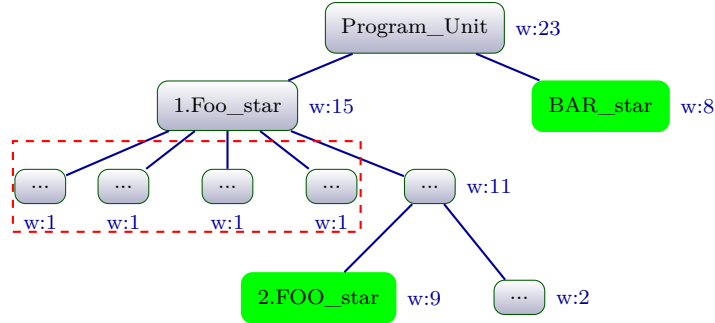 Program_Unit w:23
1.Foo_star w:15 BAR_star w:8
... ... ... ... ... w:11
w:1 w:1 w:1 w:1
2.FOO_star w:9 ... w:2